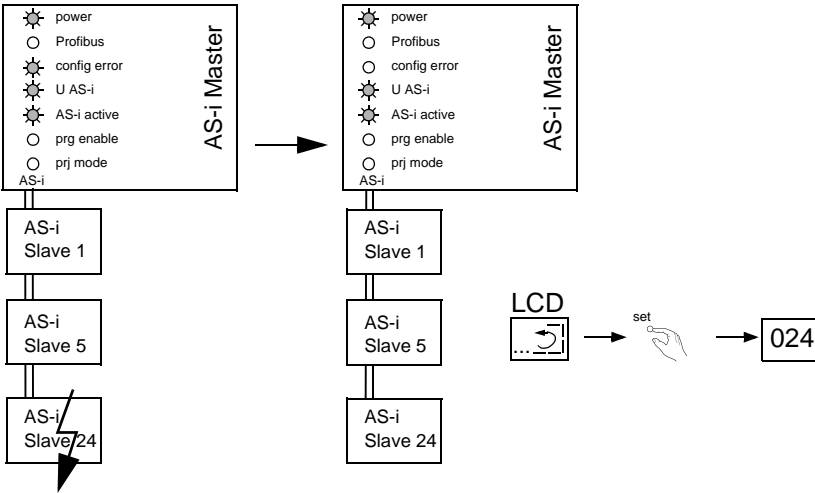 power
Profibus
config error
U AS-i
AS-i active
prg enable
prj mode
AS-i
AS-i Master
AS-i
Slave 1
AS-i
Slave 5
AS-i
Slave 24
power
Profibus
config error
U AS-i
AS-i active
prg enable
prj mode
AS-i
AS-i Master
AS-i
Slave 1
AS-i
Slave 5
AS-i
Slave 24
LCD
...
set
024